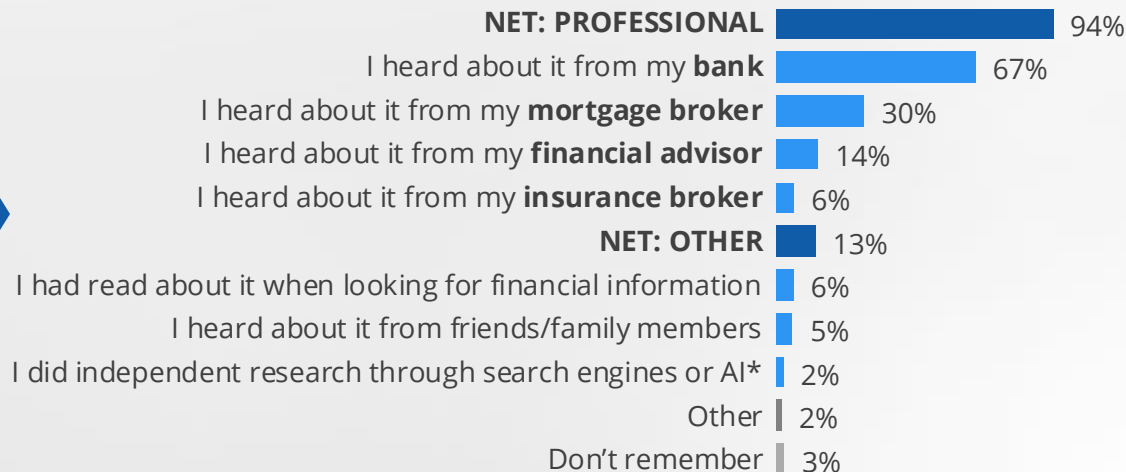 NET: PROFESSIONAL 94%
I heard about it from my bank 67%
I heard about it from my mortgage broker 30%
I heard about it from my financial advisor 14%
I heard about it from my insurance broker 6%
NET: OTHER 13%
I had read about it when looking for financial information 6%
I heard about it from friends/family members 5%
I did independent research through search engines or AI* 2%
Other 2%
Don’t remember 3%